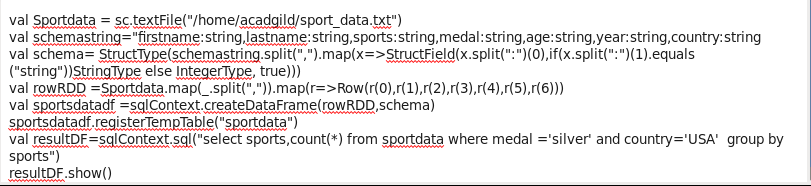 val Sportdata = sc.textFile("/home/acadgild/sport_data.txt")
val schemastring="firstname:string,lastname:string,sports:string,medal:string,age:string,year:string,country:string
val schema= StructType(schemastring.split(",").map(x=>StructField(x.split(":")(0),if(x.split(":")(1).equals
("string"))StringType else IntegerType, true)))
val rowRDD =Sportdata.map(_.split(",")).map(r=>Row(r(0),r(1),r(2),r(3),r(4),r(5),r(6)))
val sportsdatadf =sqlContext.createDataFrame(rowRDD,schema)
sportsdatadf.registerTempTable("sportdata")
val resultDF=sqlContext.sql("select sports,count(*) from sportdata where medal ='silver' and country='USA'  group by
sports")
resultDF.show()